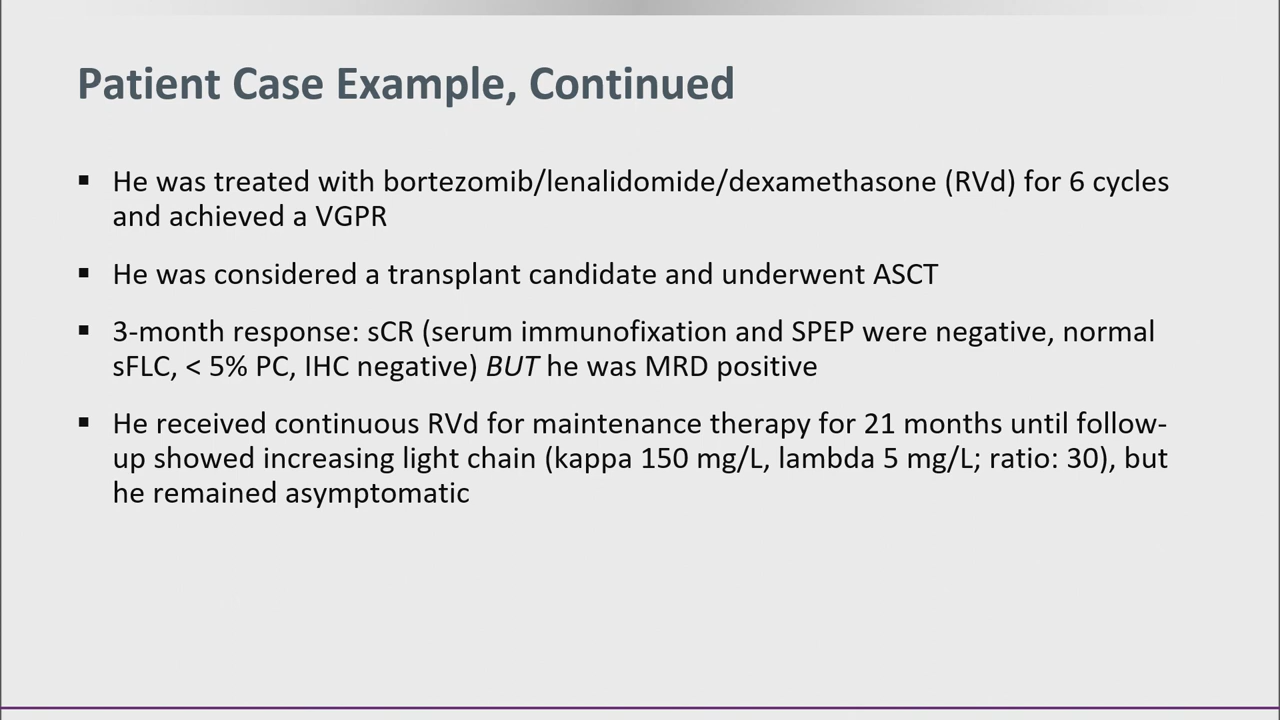 Patient Case Example, Continued
▪ He was treated with bortezomib/lenalidomide/dexamethasone (RVd) for 6 cycles
and achieved a VGPR
▪ He was considered a transplant candidate and underwent ASCT
▪ 3-month response: sCR (serum immunofixation and SPEP were negative, normal
sFLC, < 5% PC, IHC negative) BUT he was MRD positive
▪ He received continuous RVd for maintenance therapy for 21 months until follow-
up showed increasing light chain (kappa 150 mg/L, lambda 5 mg/L; ratio: 30), but
he remained asymptomatic